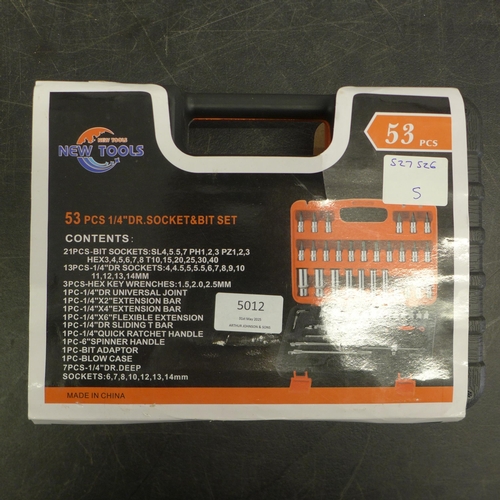 NEW TOOLS
NEW TOOLS
53 PCS
527 526
S
53 PCS 1/4"DR.SOCKET&BIT SET
CONTENTS:
21PCS-BIT SOCKETS:SL4,5.5,7 PH1,2,3 PZ1,2,3
HEX3,4,5,6,7,8 T10,15,20,25,30,40
13PCS-1/4"DR SOCKETS:4,4.5,5,5.5,6,7,8,9,10
11,12,13,14MM
3PCS-HEX KEY WRENCHES:1.5,2.0,2.5MM
1PC-1/4"DR UNIVERSAL JOINT
1PC-1/4"X2"EXTENSION BAR
1PC-1/4"X4"EXTENSION BAR
1PC-1/4"X6"FLEXIBLE EXTENSION
1PC-1/4"DR SLIDING T BAR
1PC-1/4"QUICK RATCHET HANDLE
1PC-6"SPINNER HANDLE
1PC-BIT ADAPTOR
1PC-BLOW CASE
7PCS-1/4"DR.DEEP
SOCKETS:6,7,8,10,12,13,14mm
5012
ARTHUR JOHNSON & SONS
MADE IN CHINA